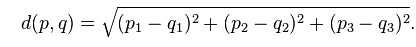 d(p, q) = √(p₁ − q₁)² + (p₂ − q₂)² + (p₃ − q₃)².